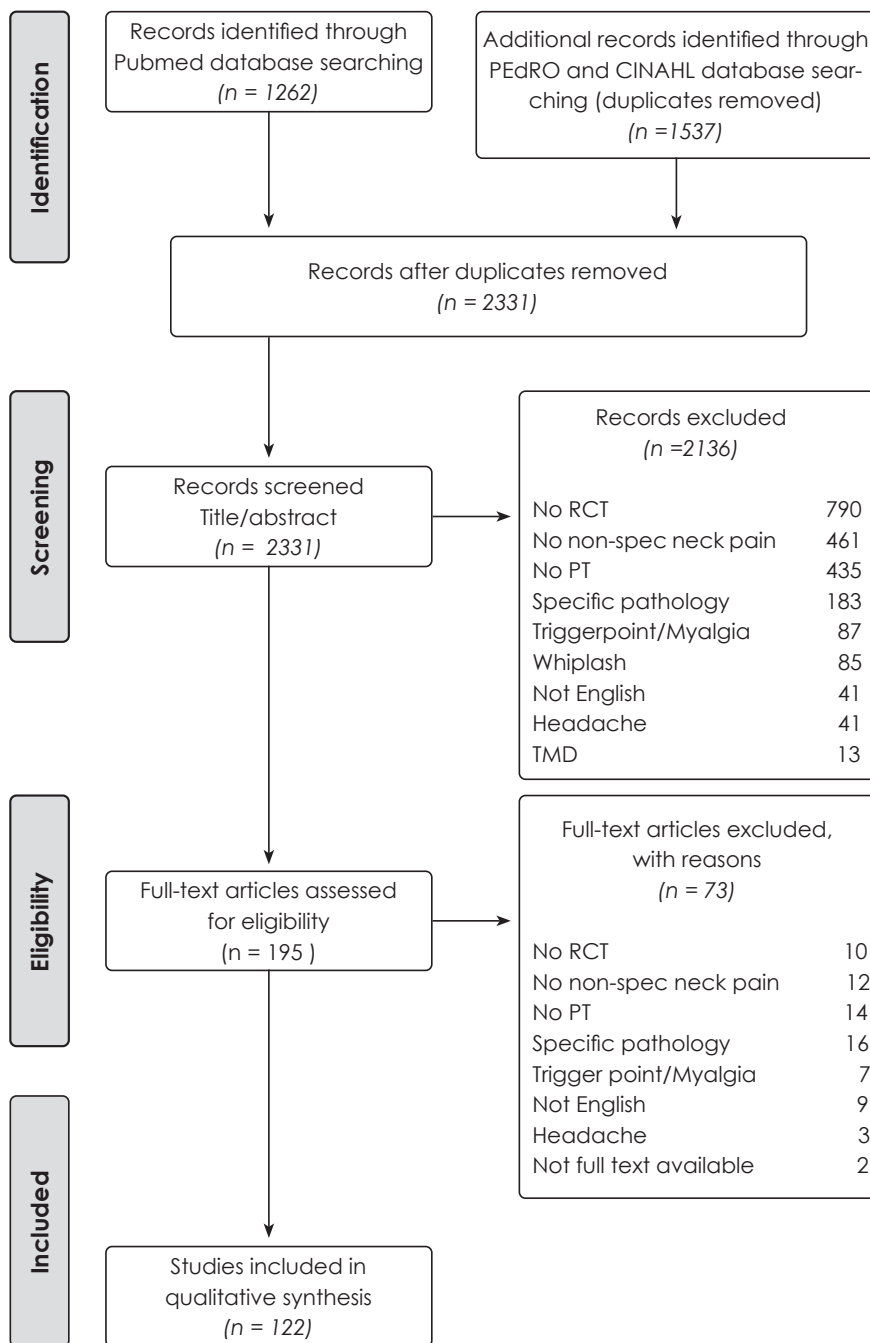 Identification
Records identified through
Pubmed database searching
(n = 1262)
Additional records identified through
PEdRO and CINAHL database sear-
ching (duplicates removed)
(n =1537)
Records after duplicates removed
(n = 2331)
Screening
Records screened
Title/abstract
(n = 2331)
Records excluded
(n =2136)
No RCT 790
No non-spec neck pain 461
No PT 435
Specific pathology 183
Triggerpoint/Myalgia 87
Whiplash 85
Not English 41
Headache 41
TMD 13
Eligibility
Full-text articles assessed
for eligibility
(n = 195 )
Full-text articles excluded,
with reasons
(n = 73)
No RCT 10
No non-spec neck pain 12
No PT 14
Specific pathology 16
Trigger point/Myalgia 7
Not English 9
Headache 3
Not full text available 2
Included
Studies included in
qualitative synthesis
(n = 122)